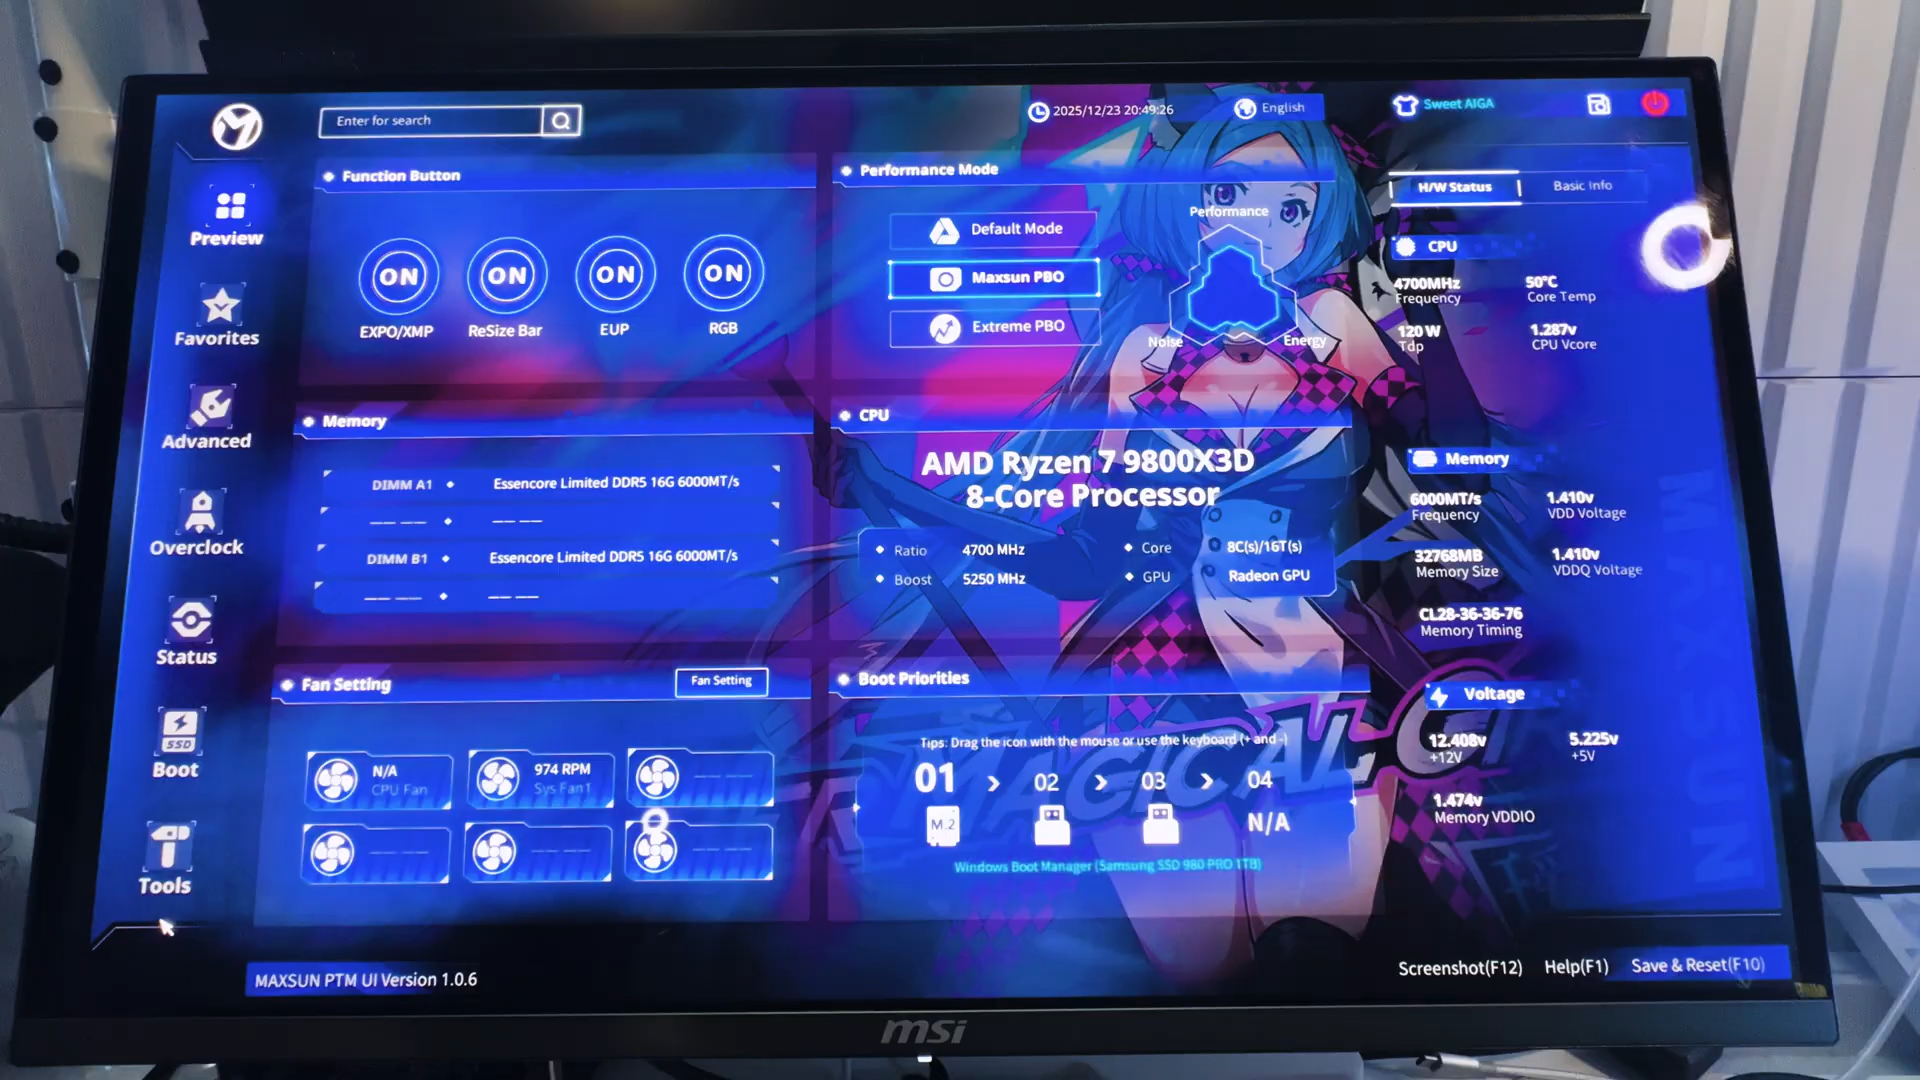 Enter for search
2025/12/23 20:49:26
English
Sweet AIGA
Preview
Favorites
Advanced
Overclock
Status
SSD
Boot
Tools
Function Button
ON
ON
ON
ON
EXPO/XMP
ReSize Bar
EUP
RGB
Performance Mode
Default Mode
Maxsun PBO
Extreme PBO
Performance
Noise
Energy
H/W Status
Basic Info
CPU
4700MHz
Frequency
50°C
Core Temp
120 W
Tdp
1.287v
CPU Vcore
Memory
DIMM A1
Essencore Limited DDR5 16G 6000MT/s
-- --
-- --
DIMM B1
Essencore Limited DDR5 16G 6000MT/s
-- --
-- --
CPU
AMD Ryzen 7 9800X3D
8-Core Processor
Ratio
4700 MHz
Core
8C(s)/16T(s)
Boost
5250 MHz
GPU
Radeon GPU
Memory
6000MT/s
Frequency
1.410v
VDD Voltage
32768MB
Memory Size
1.410v
VDDQ Voltage
CL28-36-36-76
Memory Timing
Fan Setting
Fan Setting
N/A
CPU Fan
974 RPM
Sys Fan1
-- --
-- --
-- --
-- --
Boot Priorities
Tips: Drag the icon with the mouse or use the keyboard (+ and -)
01 > 02 > 03 > 04
M.2
N/A
Windows Boot Manager (Samsung SSD 980 PRO 1TB)
Voltage
12.408v
+12V
5.225v
+5V
1.474v
Memory VDDIO
MAGICAL
MAXSUN
MAXSUN PTM UI Version 1.0.6
Screenshot(F12)
Help(F1)
Save & Reset(F10)
msi